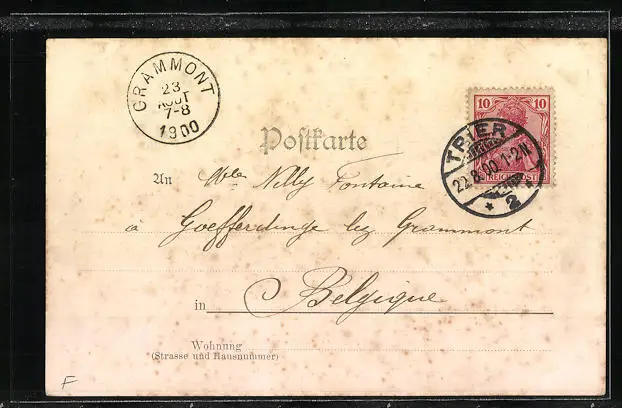 GRAMMONT
23
AOUT
7-8
1900
10 10
REICHSPOST
TRIER
22.8.00.1-2N.
* 2
Postkarte
An Mlle Nelly Fontaine
à Goefferdinge lez Grammont
in Belgique
Wohnung
(Strasse und Hausnummer)
F